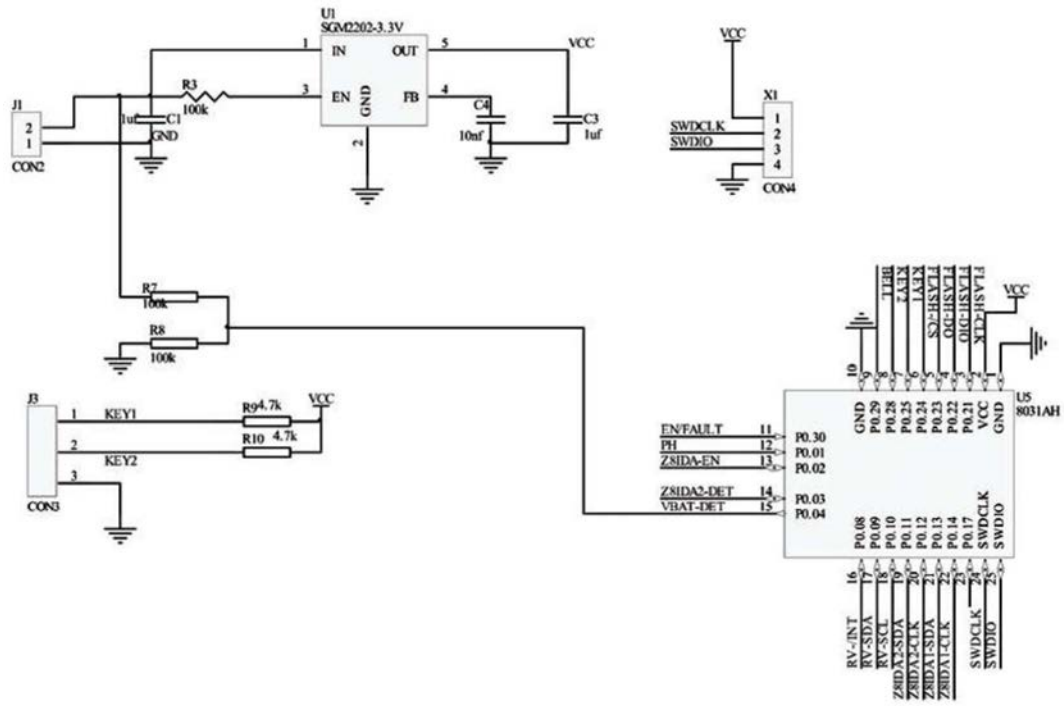 U1
SGM2202-3.3V
1 IN OUT 5 VCC
R3
100k
3 EN GND FB 4
2
J1
2
1
CON2
1uf C1
GND
C4
10nf
C3
1uf
VCC
X1
SWDCLK
SWDIO
1
2
3
4
CON4
R7
100k
R8
100k
J3
1 KEY1
2
KEY2
3
CON3
R9 4.7k
R10 4.7k
VCC
BELL
KEY2
KEY1
FLASH-CS
FLASH-DO
FLASH-DIO
FLASH-CLK
VCC
10 9 8 7 6 5 4 3 2 1
GND P0.29 P0.28 P0.25 P0.24 P0.23 P0.22 P0.21 VCC GND
U5
8031AH
EN/FAULT 11 P0.30
PH 12 P0.01
Z8IDA-EN 13 P0.02
Z8IDA2-DET 14 P0.03
VBAT-DET 15 P0.04
P0.08 P0.09 P0.10 P0.11 P0.12 P0.13 P0.14 P0.17 SWDCLK SWDIO
16 17 18 19 20 21 22 23 24 25
RV-/INT
RV-SDA
RV-SCL
Z8IDA2-SDA
Z8IDA2-CLK
Z8IDA1-SDA
Z8IDA1-CLK
SWDCLK
SWDIO